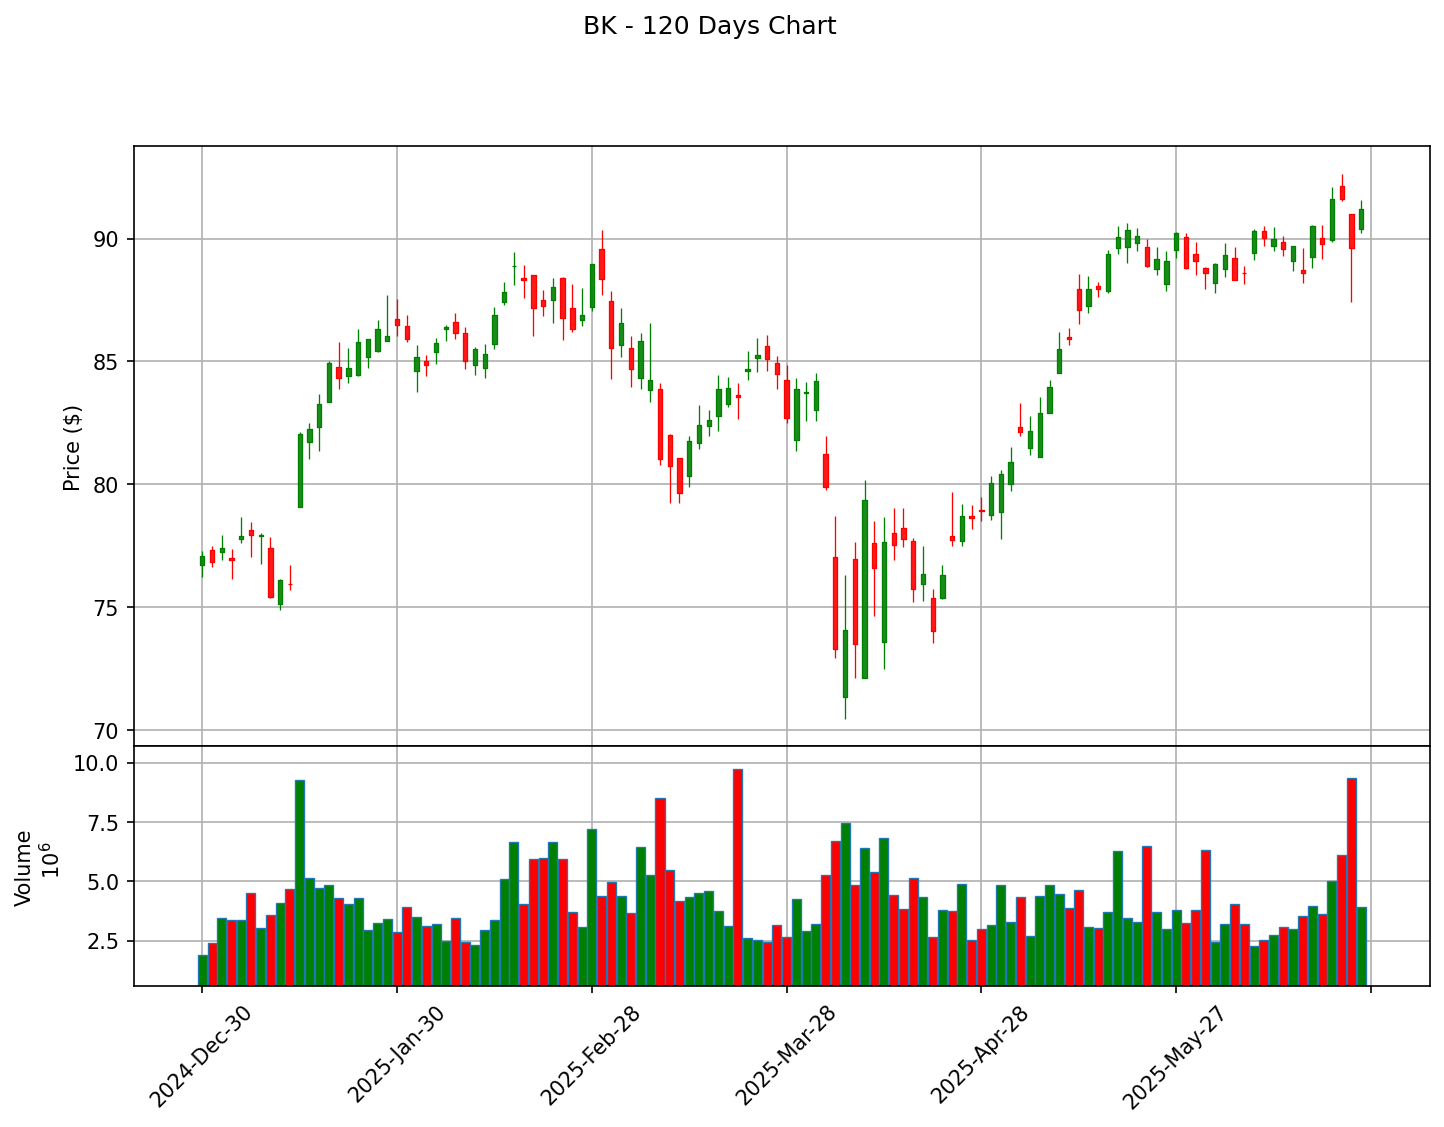 BK - 120 Days Chart
Price ($)
90
85
80
75
70
Volume
10^6
10.0
7.5
5.0
2.5
2024-Dec-30
2025-Jan-30
2025-Feb-28
2025-Mar-28
2025-Apr-28
2025-May-27